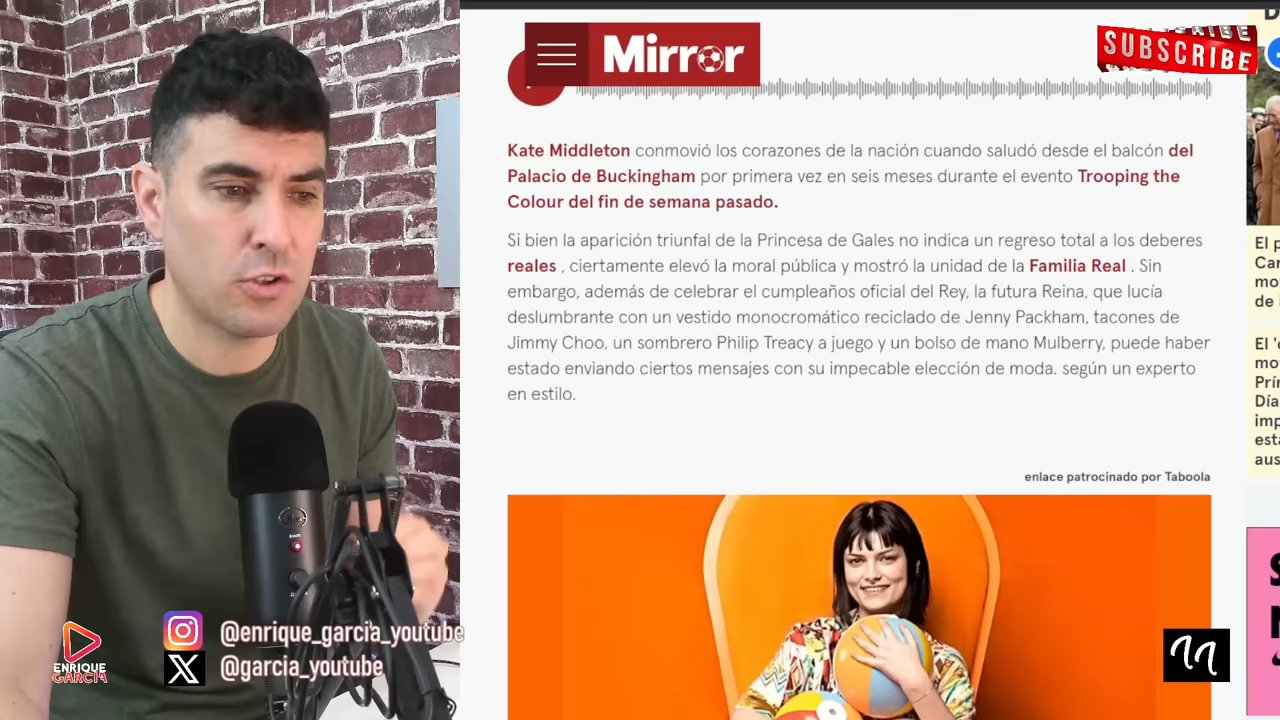 Mirror
SUBSCRIBE
Kate Middleton conmovió los corazones de la nación cuando saludó desde el balcón del
Palacio de Buckingham por primera vez en seis meses durante el evento Trooping the
Colour del fin de semana pasado.
Si bien la aparición triunfal de la Princesa de Gales no indica un regreso total a los deberes
reales , ciertamente elevó la moral pública y mostró la unidad de la Familia Real . Sin
embargo, además de celebrar el cumpleaños oficial del Rey, la futura Reina, que lucía
deslumbrante con un vestido monocromático reciclado de Jenny Packham, tacones de
Jimmy Choo, un sombrero Philip Treacy a juego y un bolso de mano Mulberry, puede haber
estado enviando ciertos mensajes con su impecable elección de moda. según un experto
en estilo.
enlace patrocinado por Taboola
El p
Car
mo
de
El '
mo
Prí
Día
imp
est
aus
@enrique_garcia_youtube
@garcia_youtube
ENRIQUE
GARCIA